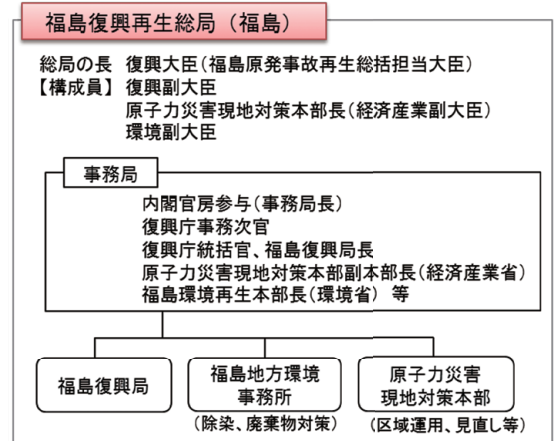 福島復興再生総局（福島）
総局の長 復興大臣（福島原発事故再生総括担当大臣）
【構成員】 復興副大臣
原子力災害現地対策本部長（経済産業副大臣）
環境副大臣
事務局
内閣官房参与（事務局長）
復興庁事務次官
復興庁統括官、福島復興局長
原子力災害現地対策本部副本部長（経済産業省）
福島環境再生本部長（環境省） 等
福島復興局
福島地方環境
事務所
（除染、廃棄物対策）
原子力災害
現地対策本部
（区域運用、見直し等）